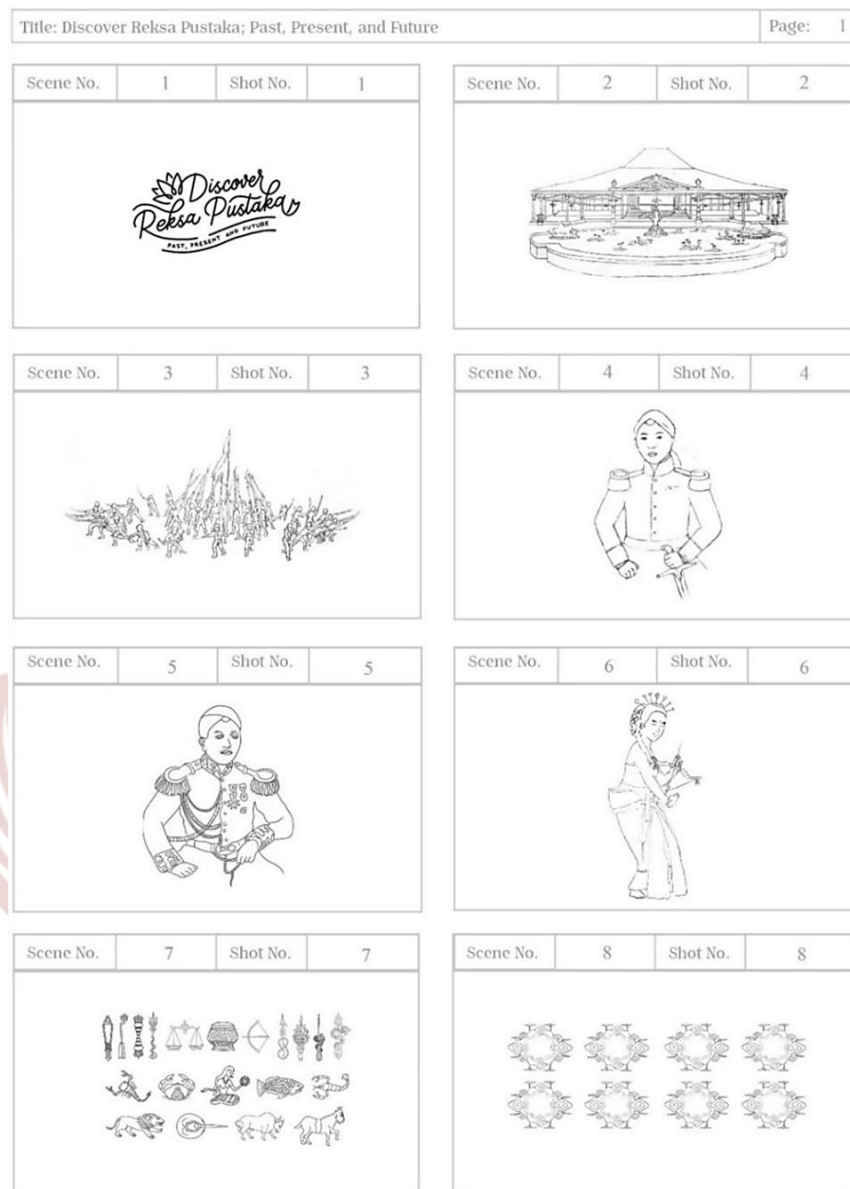 Title: Discover Reksa Pustaka; Past, Present, and Future Page: 1
Scene No. 1 Shot No. 1
Discover
Reksa Pustaka
PAST, PRESENT AND FUTURE
Scene No. 2 Shot No. 2
Scene No. 3 Shot No. 3
Scene No. 4 Shot No. 4
Scene No. 5 Shot No. 5
Scene No. 6 Shot No. 6
Scene No. 7 Shot No. 7
Scene No. 8 Shot No. 8